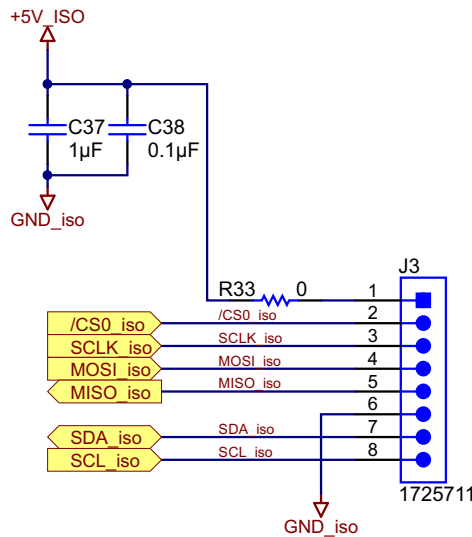 +5V_ISO
C37
1µF
C38
0.1µF
GND_iso
R33 0
J3
1
/CS0_iso /CS0_iso 2
SCLK_iso SCLK_iso 3
MOSI_iso MOSI_iso 4
MISO_iso MISO_iso 5
6
SDA_iso SDA_iso 7
SCL_iso SCL_iso 8
1725711
GND_iso